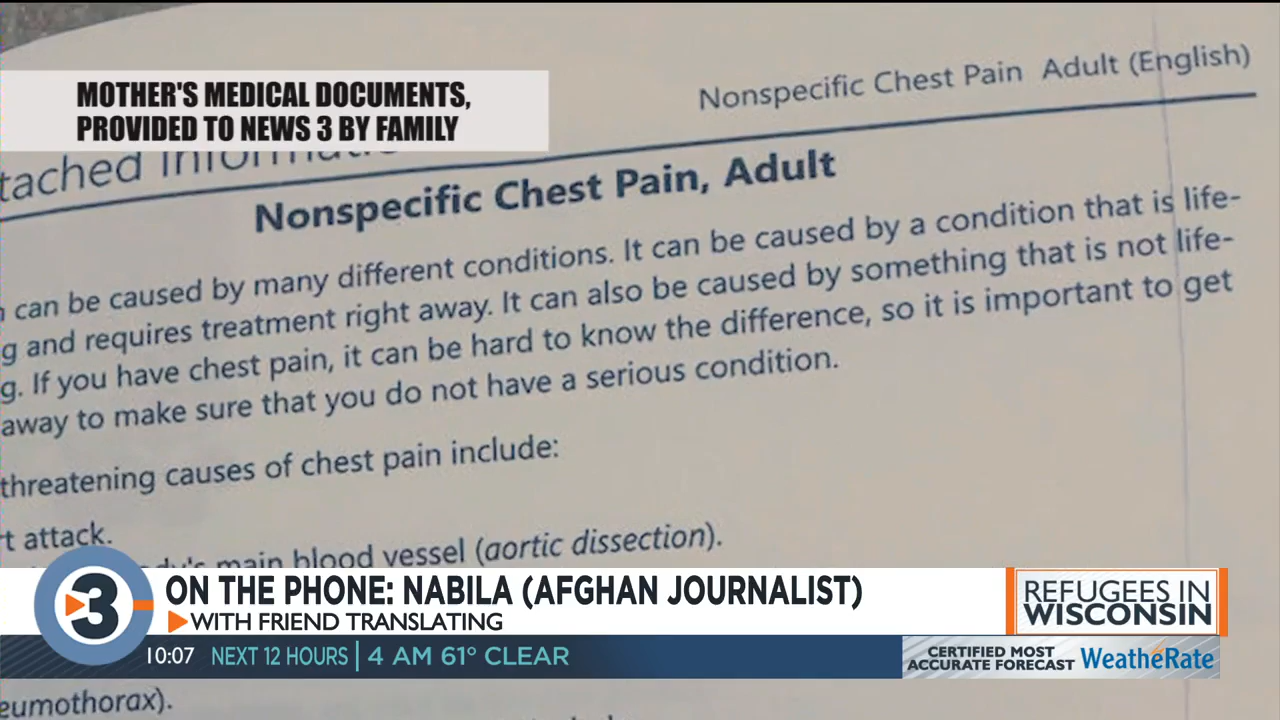 MOTHER'S MEDICAL DOCUMENTS,
PROVIDED TO NEWS 3 BY FAMILY
Nonspecific Chest Pain Adult (English)
tached Informati
Nonspecific Chest Pain, Adult
can be caused by many different conditions. It can be caused by a condition that is life-
g and requires treatment right away. It can also be caused by something that is not life-
g. If you have chest pain, it can be hard to know the difference, so it is important to get
away to make sure that you do not have a serious condition.
threatening causes of chest pain include:
t attack.
dy's main blood vessel (aortic dissection).
3
ON THE PHONE: NABILA (AFGHAN JOURNALIST)
WITH FRIEND TRANSLATING
REFUGEES IN
WISCONSIN
10:07 NEXT 12 HOURS | 4 AM 61° CLEAR
CERTIFIED MOST
ACCURATE FORECAST WeatheRate
eumothorax).